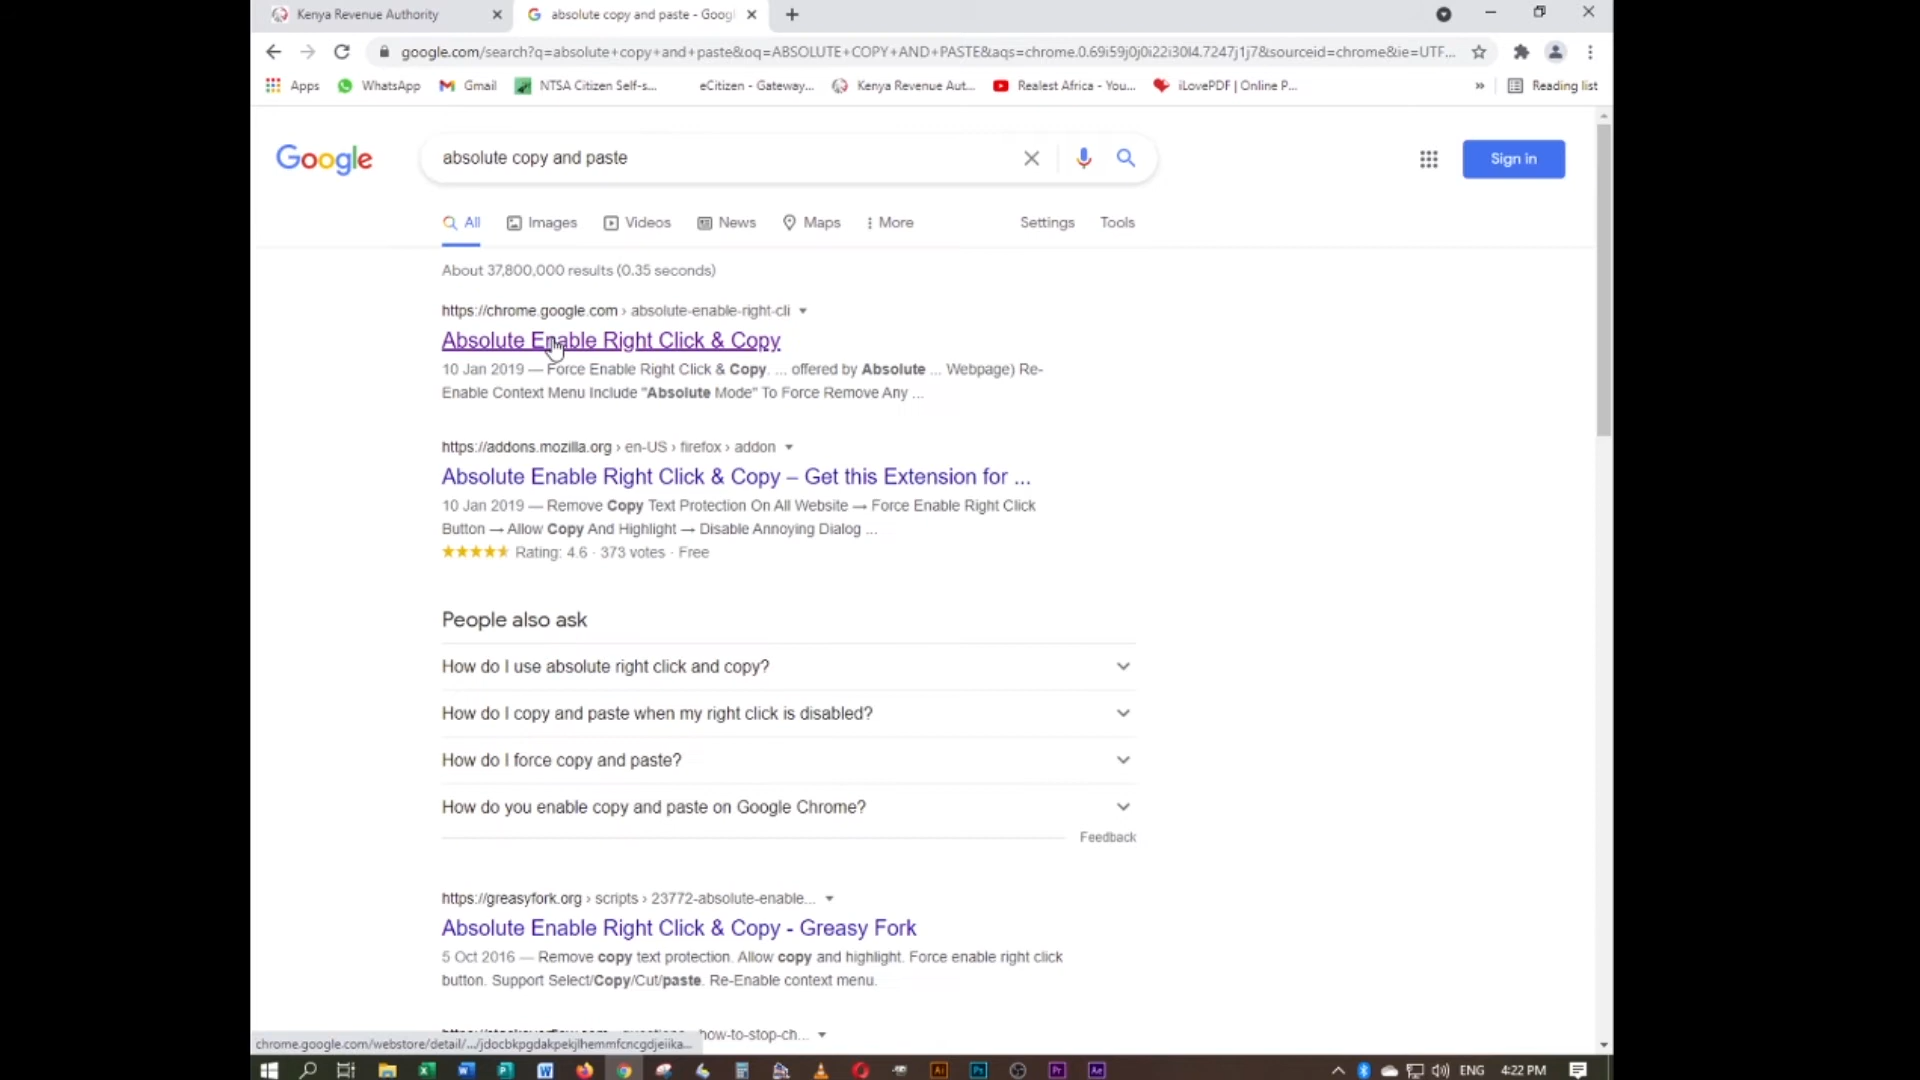 Kenya Revenue Authority
absolute copy and paste - Googl
google.com/search?q=absolute+copy+and+paste&oq=ABSOLUTE+COPY+AND+PASTE&aqs=chrome.0.69i59j0j0i22i30l4.7247j1j7&sourceid=chrome&ie=UTF...
Apps
WhatsApp
Gmail
NTSA Citizen Self-s...
eCitizen - Gateway...
Kenya Revenue Aut...
Realest Africa - You...
iLovePDF | Online P...
»
Reading list
Google
absolute copy and paste
Sign in
All
Images
Videos
News
Maps
More
Settings
Tools
About 37,800,000 results (0.35 seconds)
https://chrome.google.com › absolute-enable-right-cli
Absolute Enable Right Click & Copy
10 Jan 2019 — Force Enable Right Click & Copy. ... offered by Absolute ... Webpage) Re-
Enable Context Menu Include "Absolute Mode" To Force Remove Any ...
https://addons.mozilla.org › en-US › firefox › addon
Absolute Enable Right Click & Copy – Get this Extension for ...
10 Jan 2019 — Remove Copy Text Protection On All Website → Force Enable Right Click
Button → Allow Copy And Highlight → Disable Annoying Dialog ...
Rating: 4.6 · 373 votes · Free
People also ask
How do I use absolute right click and copy?
How do I copy and paste when my right click is disabled?
How do I force copy and paste?
How do you enable copy and paste on Google Chrome?
Feedback
https://greasyfork.org › scripts › 23772-absolute-enable...
Absolute Enable Right Click & Copy - Greasy Fork
5 Oct 2016 — Remove copy text protection. Allow copy and highlight. Force enable right click
button. Support Select/Copy/Cut/paste. Re-Enable context menu.
how-to-stop-ch...
chrome.google.com/webstore/detail/.../jdocbkpgdakpekjlhemmfcncgdjeiika...
ENG
4:22 PM